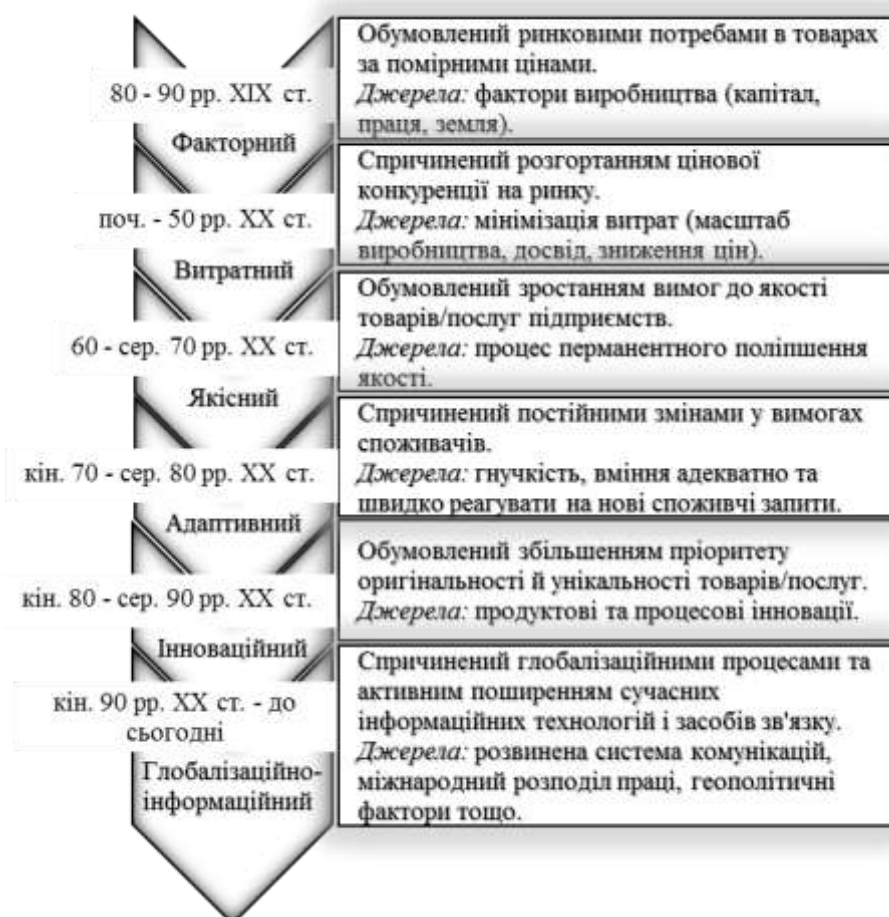 80 - 90 рр. XIX ст.
Факторний
Обумовлений ринковими потребами в товарах
за помірними цінами.
Джерела: фактори виробництва (капітал,
праця, земля).
поч. - 50 рр. XX ст.
Витратний
Спричинений розгортанням цінової
конкуренції на ринку.
Джерела: мінімізація витрат (масштаб
виробництва, досвід, зниження цін).
60 - сер. 70 рр. XX ст.
Якісний
Обумовлений зростанням вимог до якості
товарів/послуг підприємств.
Джерела: процес перманентного поліпшення
якості.
кін. 70 - сер. 80 рр. XX ст.
Адаптивний
Спричинений постійними змінами у вимогах
споживачів.
Джерела: гнучкість, вміння адекватно та
швидко реагувати на нові споживчі запити.
кін. 80 - сер. 90 рр. XX ст.
Інноваційний
Обумовлений збільшенням пріоритету
оригінальності й унікальності товарів/послуг.
Джерела: продуктові та процесові інновації.
кін. 90 рр. XX ст. - до
сьогодні
Глобалізаційно-
інформаційний
Спричинений глобалізаційними процесами та
активним поширенням сучасних
інформаційних технологій і засобів зв'язку.
Джерела: розвинена система комунікацій,
міжнародний розподіл праці, геополітичні
фактори тощо.